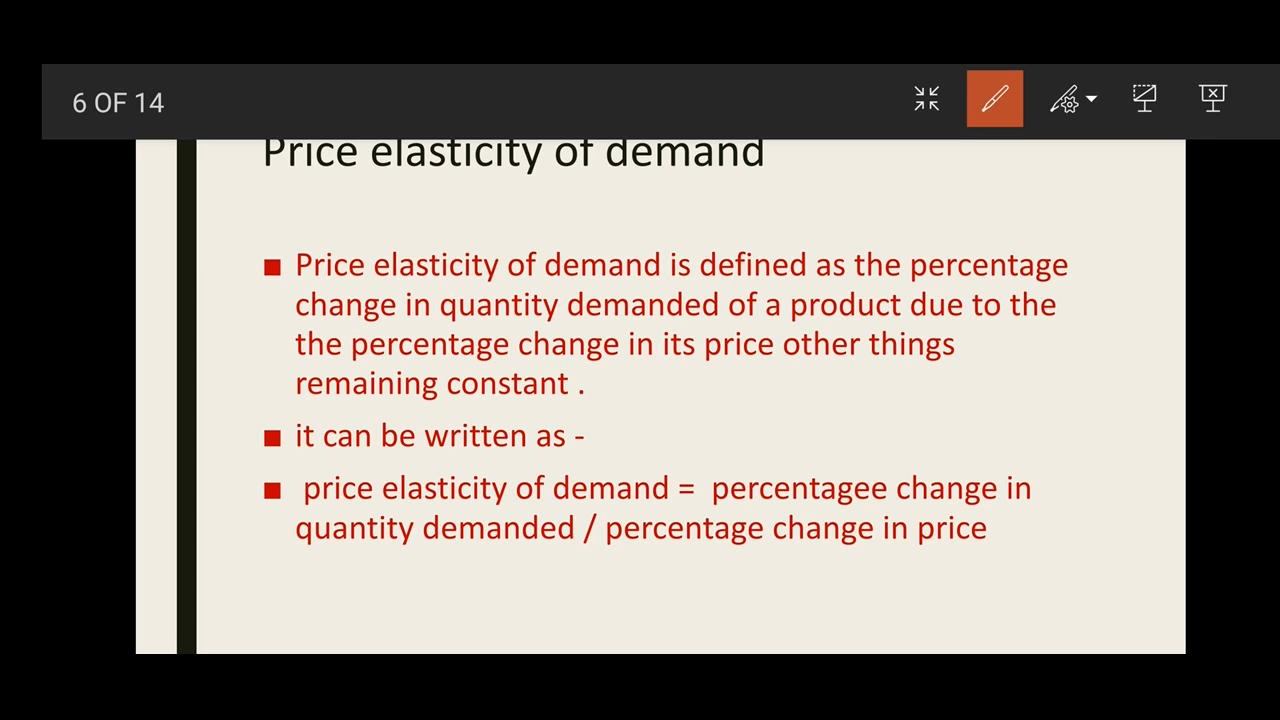 6 OF 14
Price elasticity of demand
■ Price elasticity of demand is defined as the percentage
change in quantity demanded of a product due to the
the percentage change in its price other things
remaining constant .
■ it can be written as -
■ price elasticity of demand = percentagee change in
quantity demanded / percentage change in price